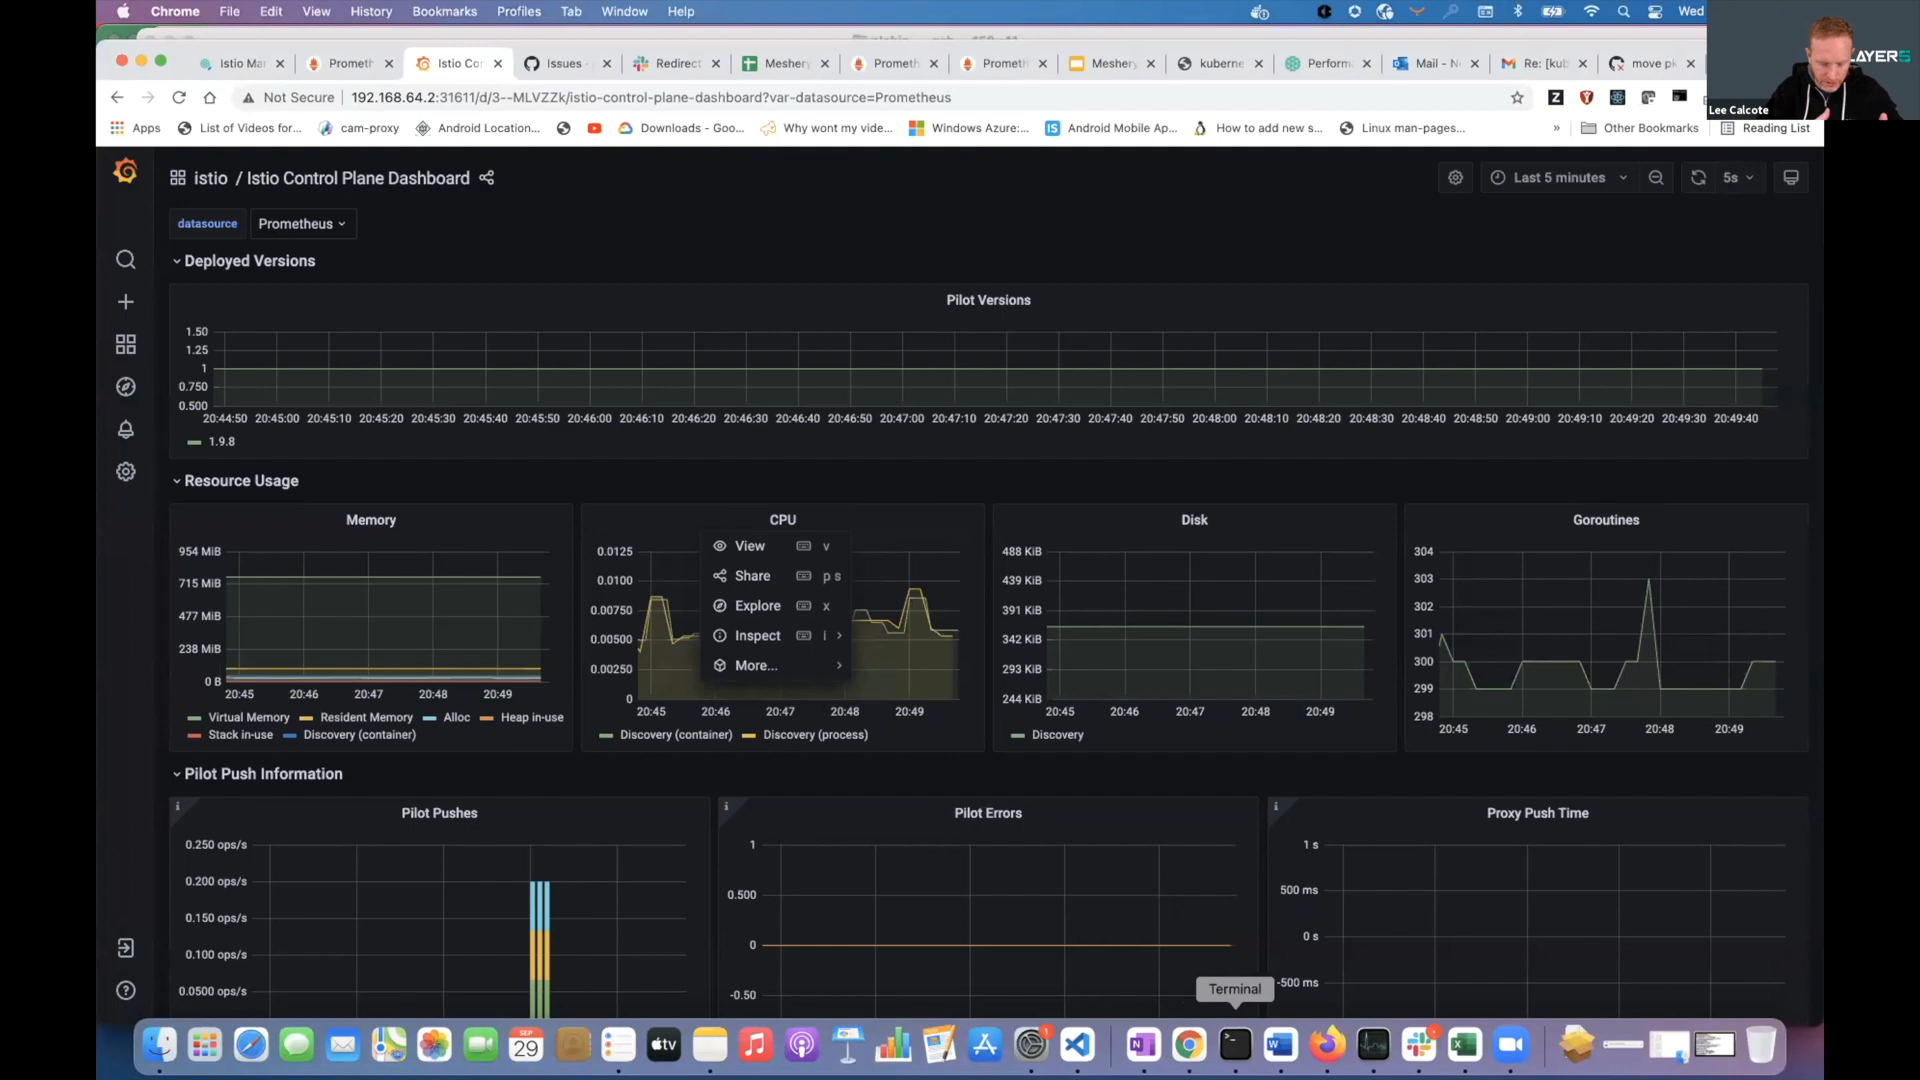 Chrome File Edit View History Bookmarks Profiles Tab Window Help Wed
Istio Mar Prometh Istio Cor Issues - Redirect Meshery Prometh Prometh Meshery kuberne Perform Mail - N Re: [kub move pk
Not Secure 192.168.64.2:31611/d/3--MLVZZk/istio-control-plane-dashboard?var-datasource=Prometheus
Apps List of Videos for... cam-proxy Android Location... Downloads - Goo... Why wont my vide... Windows Azure:... Android Mobile Ap... How to add new s... Linux man-pages... » Other Bookmarks Reading List
LAYER5
Lee Calcote
istio / Istio Control Plane Dashboard
Last 5 minutes 5s
datasource Prometheus
Deployed Versions
Pilot Versions
1.50
1.25
1
0.750
0.500
20:44:50 20:45:00 20:45:10 20:45:20 20:45:30 20:45:40 20:45:50 20:46:00 20:46:10 20:46:20 20:46:30 20:46:40 20:46:50 20:47:00 20:47:10 20:47:20 20:47:30 20:47:40 20:47:50 20:48:00 20:48:10 20:48:20 20:48:30 20:48:40 20:48:50 20:49:00 20:49:10 20:49:20 20:49:30 20:49:40
1.9.8
Resource Usage
Memory
954 MiB
715 MiB
477 MiB
238 MiB
0 B
20:45 20:46 20:47 20:48 20:49
Virtual Memory Resident Memory Alloc Heap in-use
Stack in-use Discovery (container)
CPU
0.0125
0.0100
0.00750
0.00500
0.00250
0
View v
Share p s
Explore x
Inspect i
More...
20:45 20:46 20:47 20:48 20:49
Discovery (container) Discovery (process)
Disk
488 KiB
439 KiB
391 KiB
342 KiB
293 KiB
244 KiB
20:45 20:46 20:47 20:48 20:49
Discovery
Goroutines
304
303
302
301
300
299
298
20:45 20:46 20:47 20:48 20:49
Pilot Push Information
Pilot Pushes
0.250 ops/s
0.200 ops/s
0.150 ops/s
0.100 ops/s
0.0500 ops/s
Pilot Errors
1
0.500
0
-0.50
Proxy Push Time
1 s
500 ms
0 s
-500 ms
Terminal
SEP
29
tv
1